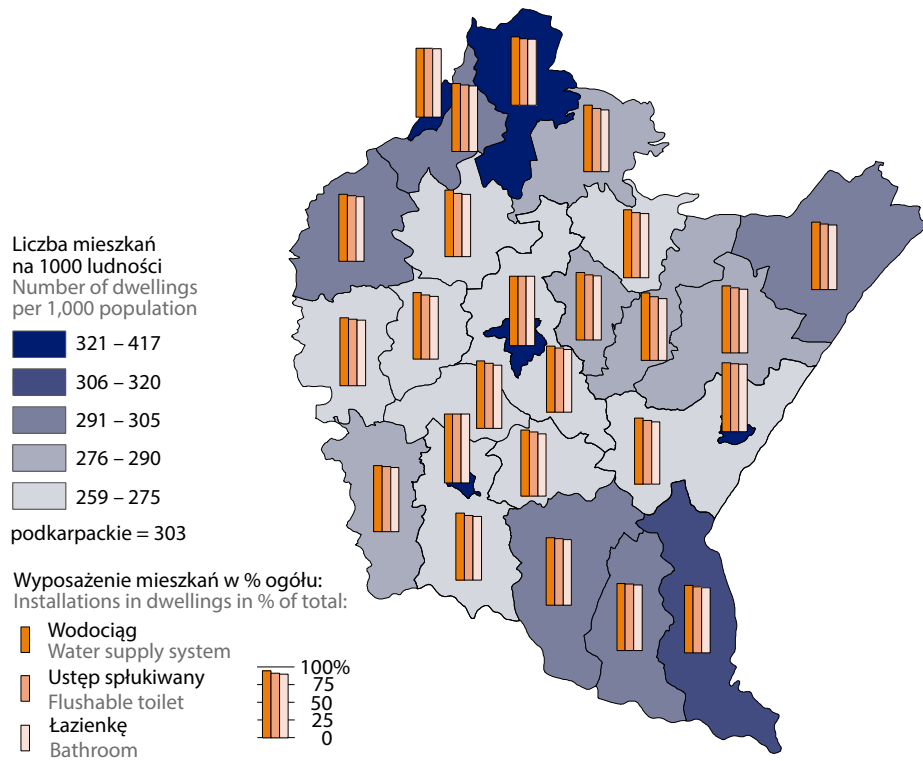 Liczba mieszkań
na 1000 ludności
Number of dwellings
per 1,000 population
321 – 417
306 – 320
291 – 305
276 – 290
259 – 275
podkarpackie = 303
Wyposażenie mieszkań w % ogółu:
Installations in dwellings in % of total:
Wodociąg
Water supply system
Ustęp spłukiwany
Flushable toilet
Łazienkę
Bathroom
100%
75
50
25
0